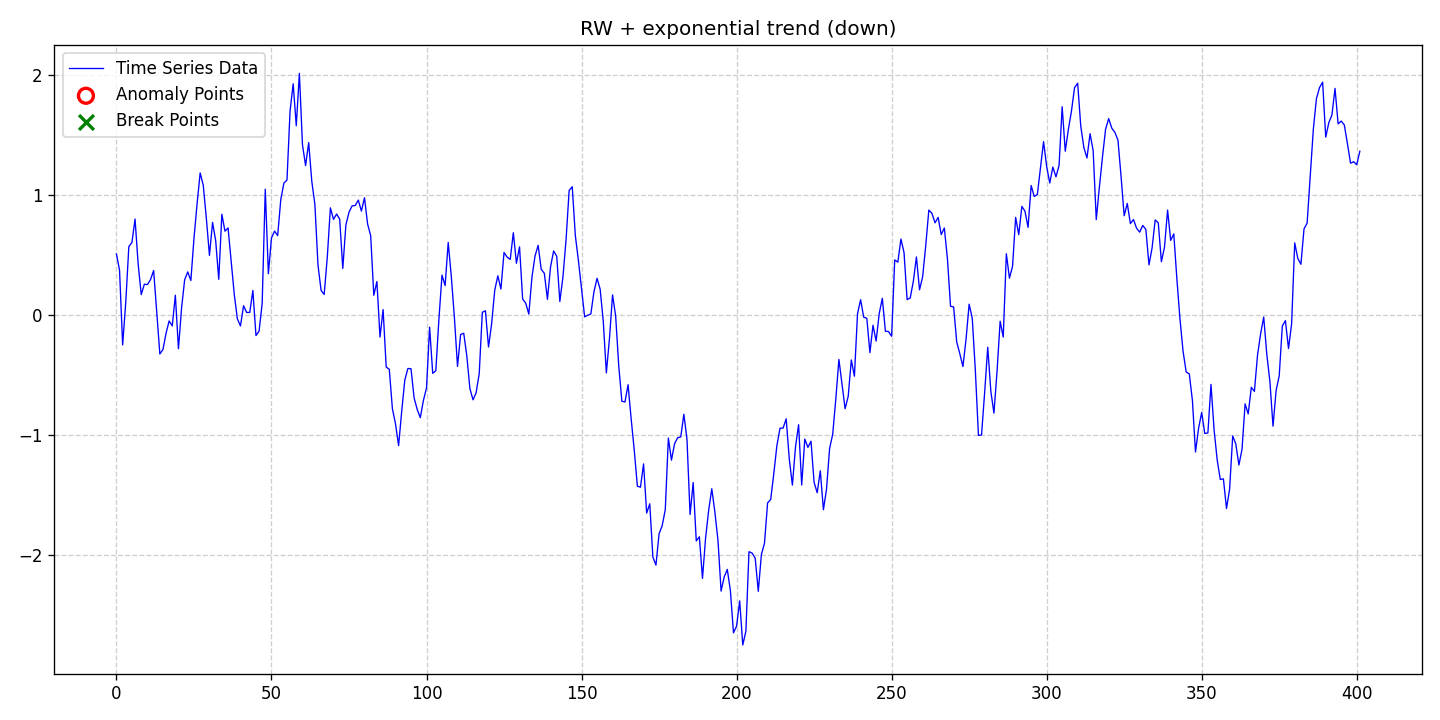 RW + exponential trend (down)
Time Series Data
Anomaly Points
Break Points
2
1
0
−1
−2
0 50 100 150 200 250 300 350 400